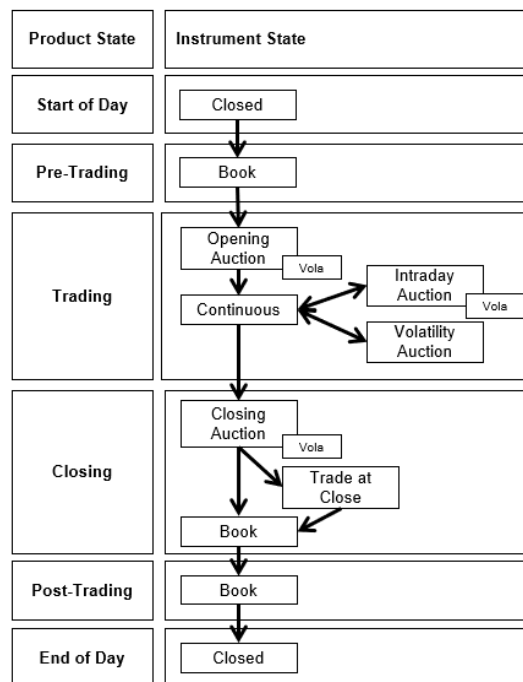 Product State
Instrument State
Start of Day
Closed
Pre-Trading
Book
Trading
Opening
Auction
Vola
Continuous
Intraday
Auction
Vola
Volatility
Auction
Closing
Closing
Auction
Vola
Trade at
Close
Book
Post-Trading
Book
End of Day
Closed